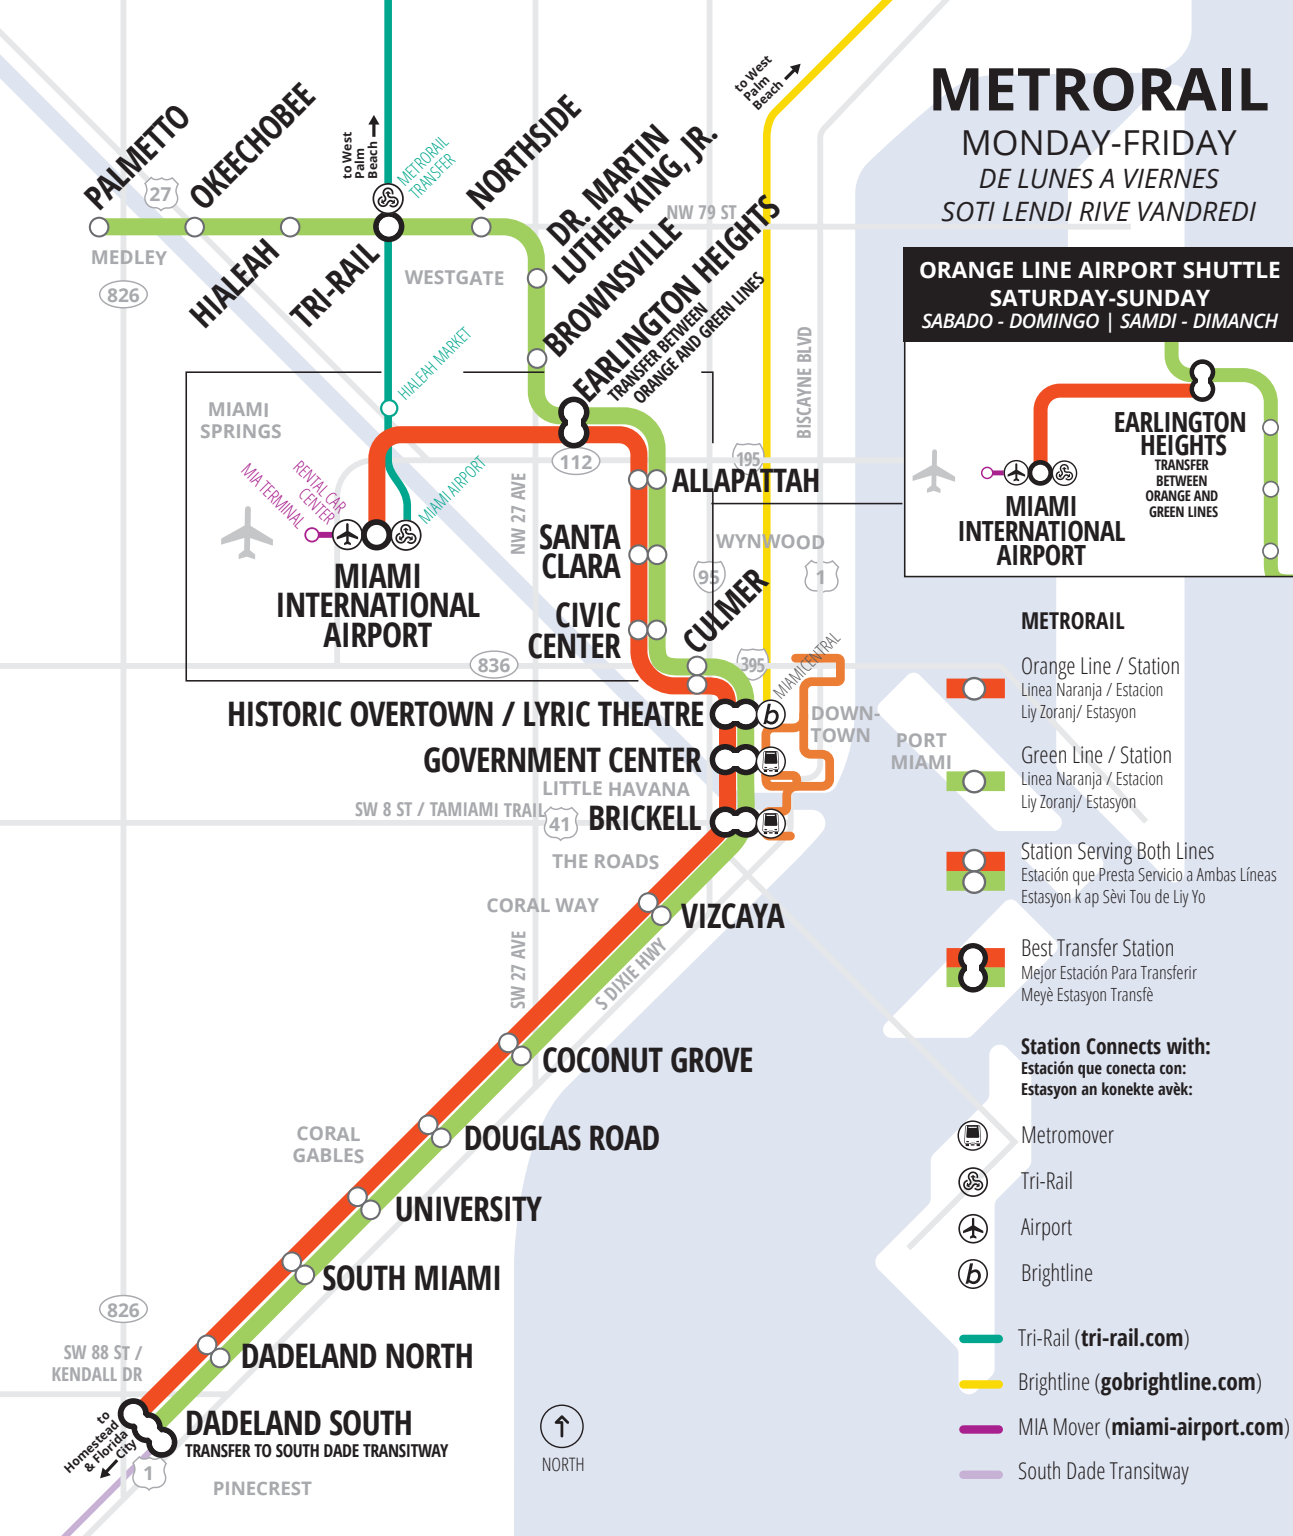 METRORAIL
MONDAY-FRIDAY
DE LUNES A VIERNES
SOTI LENDI RIVE VANDREDI
ORANGE LINE AIRPORT SHUTTLE
SATURDAY-SUNDAY
SABADO - DOMINGO | SAMDI - DIMANCH
EARLINGTON
HEIGHTS
TRANSFER
BETWEEN
ORANGE AND
GREEN LINES
MIAMI
INTERNATIONAL
AIRPORT
PALMETTO
27
OKEECHOBEE
to West
Palm
Beach
METRORAIL
TRANSFER
NORTHSIDE
DR. MARTIN
LUTHER KING, JR.
to West
Palm
Beach
NW 79 ST
MEDLEY
826
HIALEAH
TRI-RAIL
WESTGATE
BROWNSVILLE
EARLINGTON HEIGHTS
TRANSFER BETWEEN
ORANGE AND GREEN LINES
HIALEAH MARKET
BISCAYNE BLVD
MIAMI
SPRINGS
112
195
RENTAL CAR
CENTER
MIA TERMINAL
MIAMI AIRPORT
NW 27 AVE
ALLAPATTAH
MIAMI
INTERNATIONAL
AIRPORT
SANTA
CLARA
WYNWOOD
95
1
CIVIC
CENTER
CULMER
836
395
MIAMICENTRAL
HISTORIC OVERTOWN / LYRIC THEATRE
b
DOWN-
TOWN
GOVERNMENT CENTER
PORT
MIAMI
LITTLE HAVANA
SW 8 ST / TAMIAMI TRAIL
41
BRICKELL
THE ROADS
CORAL WAY
VIZCAYA
SW 27 AVE
S DIXIE HWY
COCONUT GROVE
CORAL
GABLES
DOUGLAS ROAD
UNIVERSITY
SOUTH MIAMI
826
SW 88 ST /
KENDALL DR
DADELAND NORTH
to
Homestead
& Florida
City
DADELAND SOUTH
TRANSFER TO SOUTH DADE TRANSITWAY
1
PINECREST
NORTH
METRORAIL
Orange Line / Station
Linea Naranja / Estacion
Liy Zoranj/ Estasyon
Green Line / Station
Linea Naranja / Estacion
Liy Zoranj/ Estasyon
Station Serving Both Lines
Estación que Presta Servicio a Ambas Líneas
Estasyon k ap Sèvi Tou de Liy Yo
Best Transfer Station
Mejor Estación Para Transferir
Meyè Estasyon Transfè
Station Connects with:
Estación que conecta con:
Estasyon an konekte avèk:
Metromover
Tri-Rail
Airport
b Brightline
Tri-Rail (tri-rail.com)
Brightline (gobrightline.com)
MIA Mover (miami-airport.com)
South Dade Transitway